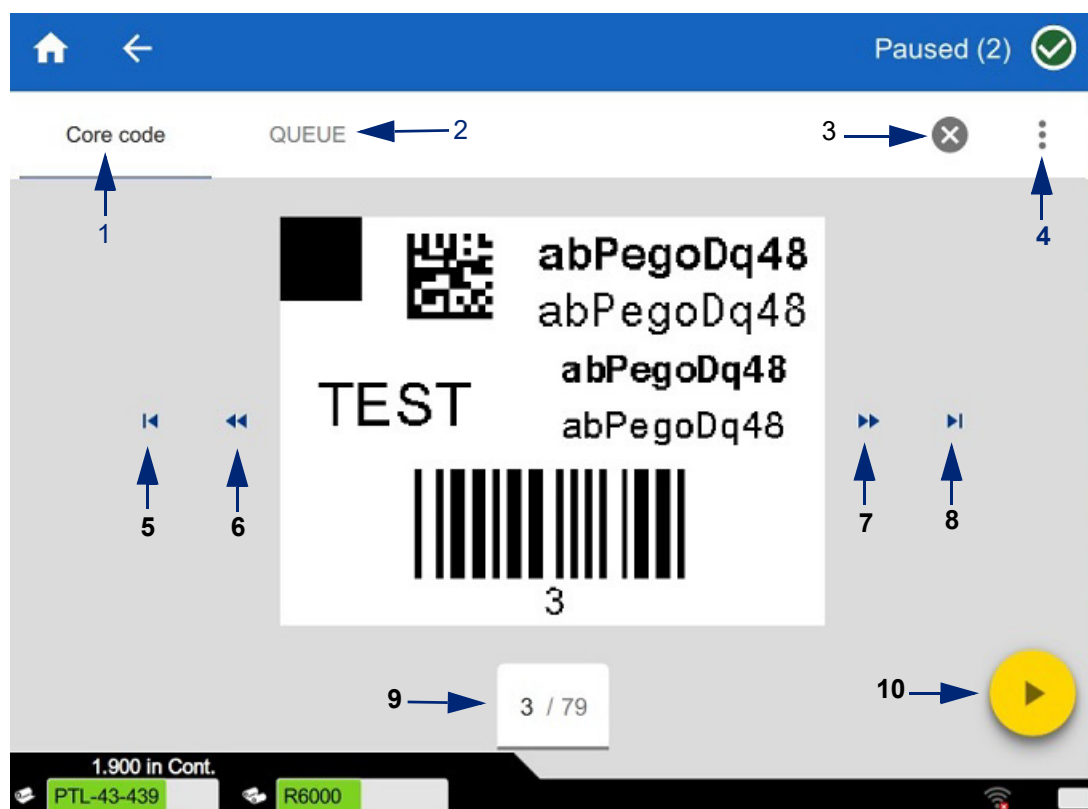 Paused (2)
Core code
QUEUE
2
3
1
4
abPegoDq48
abPegoDq48
abPegoDq48
TEST
abPegoDq48
5
6
7
8
3
9
3 / 79
10
1.900 in Cont.
PTL-43-439
R6000